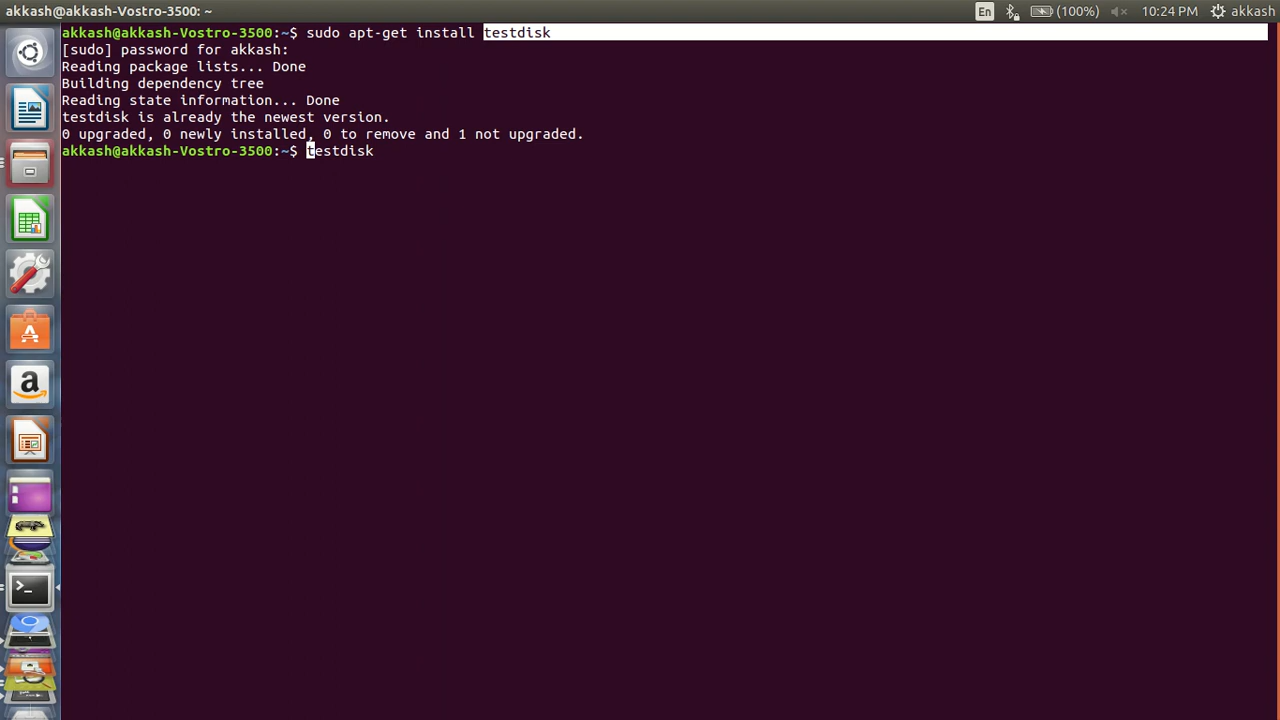 akkash@akkash-Vostro-3500: ~
En
(100%)
10:24 PM
akkash
akkash@akkash-Vostro-3500:~$ sudo apt-get install testdisk
[sudo] password for akkash:
Reading package lists... Done
Building dependency tree
Reading state information... Done
testdisk is already the newest version.
0 upgraded, 0 newly installed, 0 to remove and 1 not upgraded.
akkash@akkash-Vostro-3500:~$ testdisk